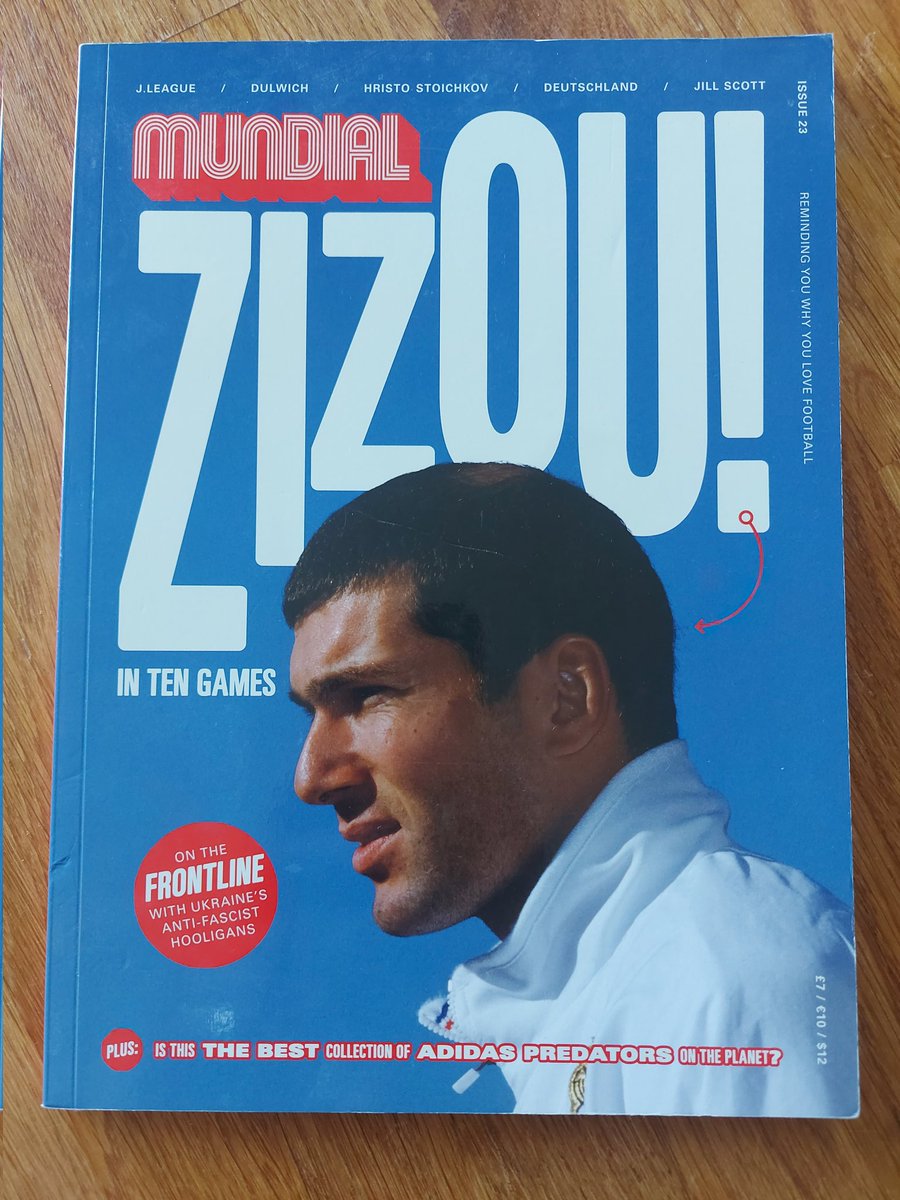 J.LEAGUE / DULWICH / HRISTO STOICHKOV / DEUTSCHLAND / JILL SCOTT
ISSUE 23
REMINDING YOU WHY YOU LOVE FOOTBALL
MUNDIAL
ZIZOU!
IN TEN GAMES
ON THE
FRONTLINE
WITH UKRAINE'S
ANTI-FASCIST
HOOLIGANS
£7 / €10 / $12
PLUS: IS THIS THE BEST COLLECTION OF ADIDAS PREDATORS ON THE PLANET?